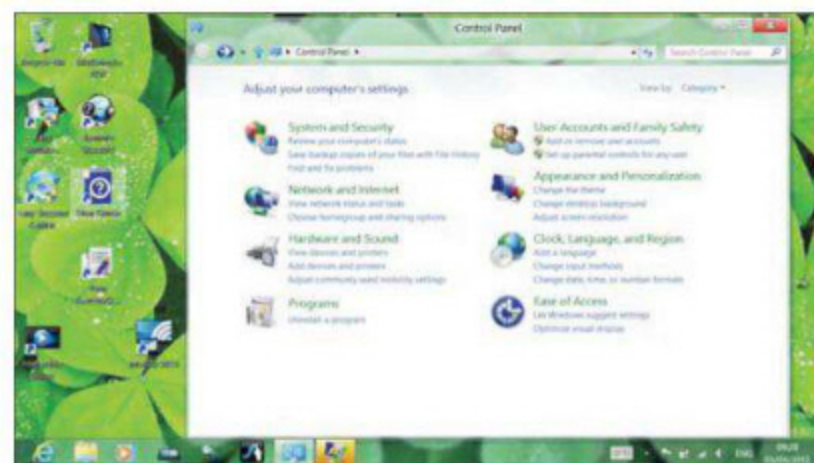 Control Panel
Control Panel
Search Control Panel
Adjust your computer's settings
View by: Category
System and Security
Review your computer's status
Save backup copies of your files with File History
Find and fix problems
Network and Internet
View network status and tasks
Choose homegroup and sharing options
Hardware and Sound
View devices and printers
Add devices and printers
Adjust commonly used mobility settings
Programs
Uninstall a program
User Accounts and Family Safety
Add or remove user accounts
Set up parental controls for any user
Appearance and Personalization
Change the theme
Change desktop background
Adjust screen resolution
Clock, Language, and Region
Add a language
Change input methods
Change date, time, or number formats
Ease of Access
Let Windows suggest settings
Optimize visual display
ENG